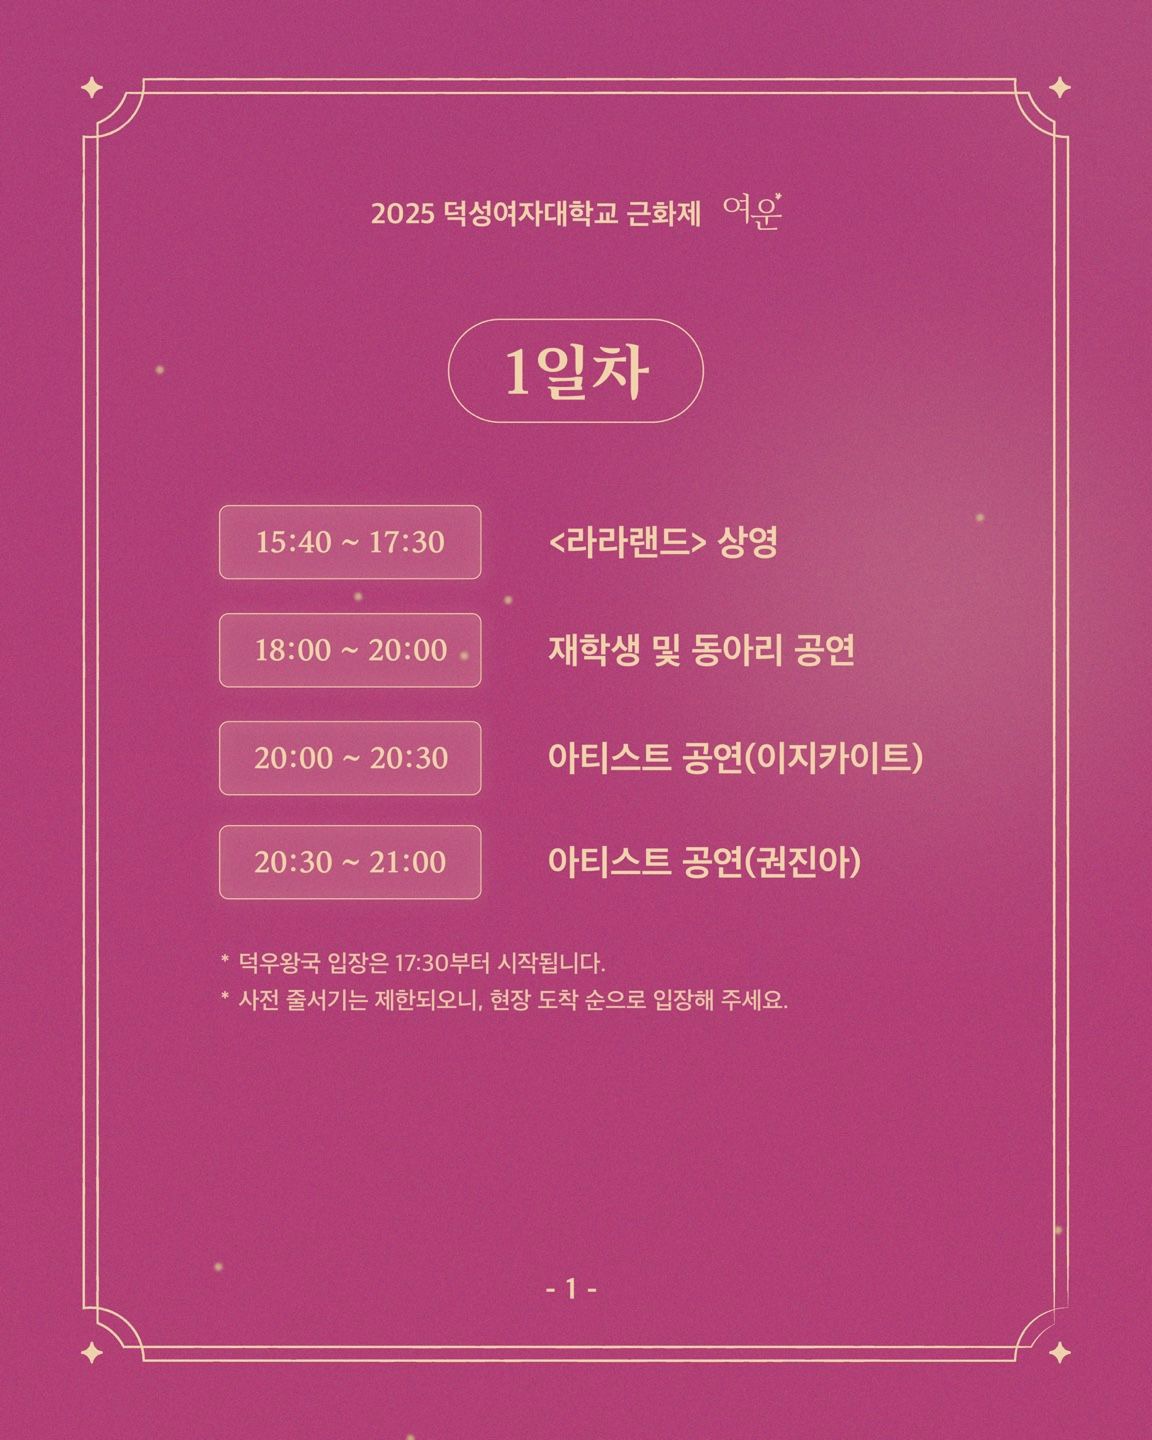 2025 덕성여자대학교 근화제 여운
1일차
15:40 ~ 17:30 <라라랜드> 상영
18:00 ~ 20:00 재학생 및 동아리 공연
20:00 ~ 20:30 아티스트 공연(이지카이트)
20:30 ~ 21:00 아티스트 공연(권진아)
* 덕우왕국 입장은 17:30부터 시작됩니다.
* 사전 줄서기는 제한되오니, 현장 도착 순으로 입장해 주세요.
- 1 -